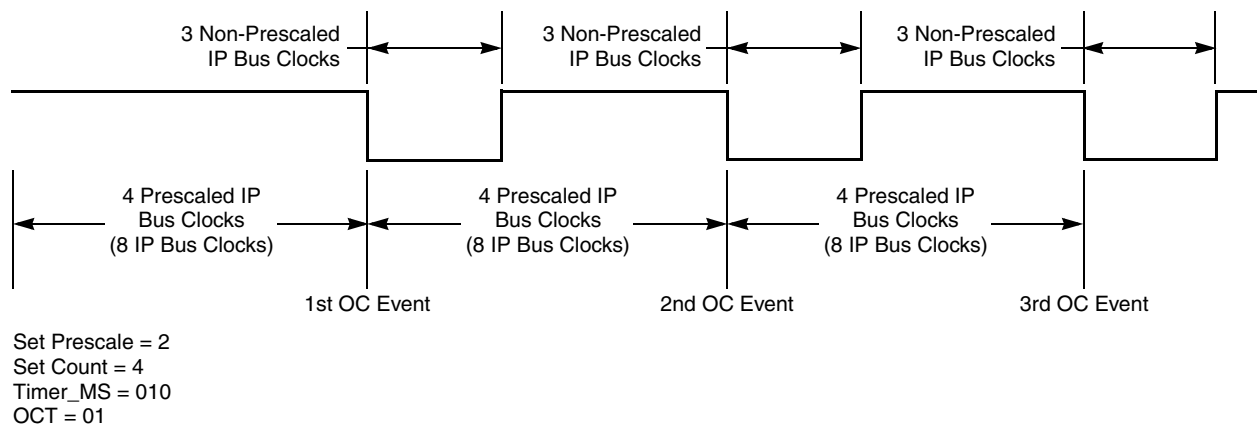 3 Non-Prescaled
IP Bus Clocks
3 Non-Prescaled
IP Bus Clocks
3 Non-Prescaled
IP Bus Clocks
4 Prescaled IP
Bus Clocks
(8 IP Bus Clocks)
4 Prescaled IP
Bus Clocks
(8 IP Bus Clocks)
4 Prescaled IP
Bus Clocks
(8 IP Bus Clocks)
1st OC Event
2nd OC Event
3rd OC Event
Set Prescale = 2
Set Count = 4
Timer_MS = 010
OCT = 01